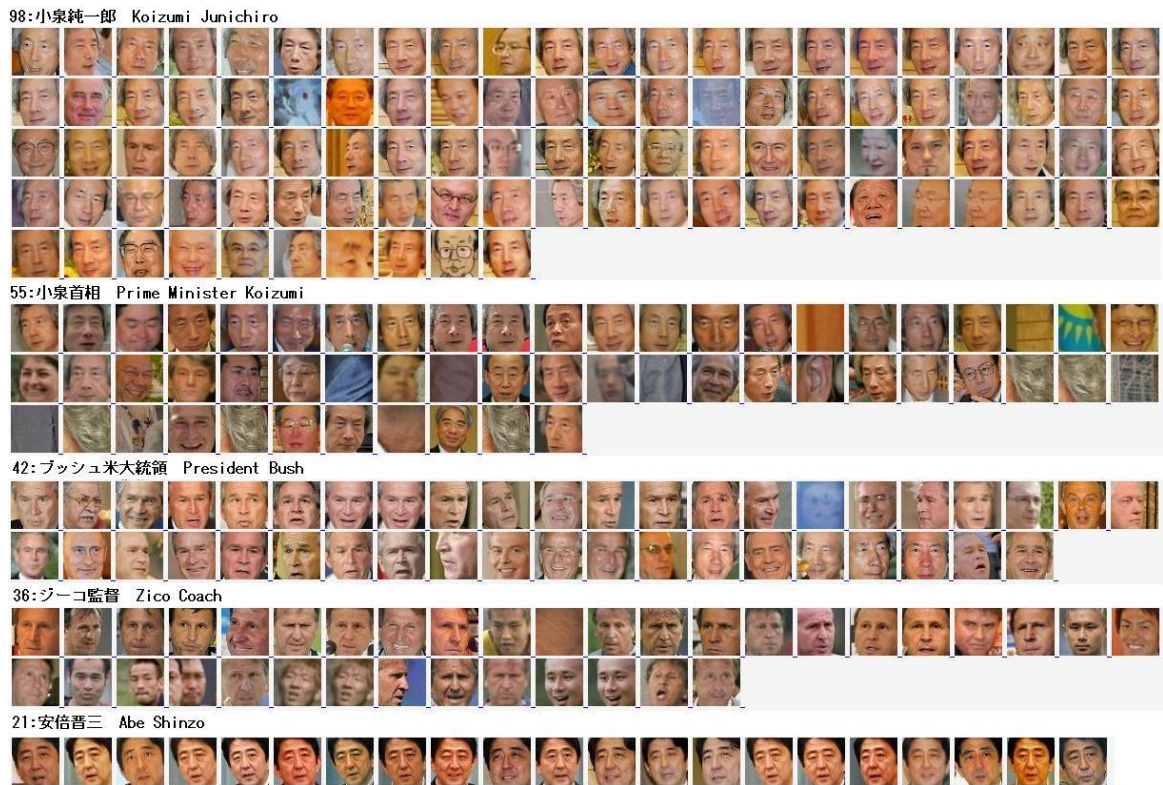 98:小泉純一郎 Koizumi Junichiro
55:小泉首相 Prime Minister Koizumi
42:ブッシュ米大統領 President Bush
36:ジーコ監督 Zico Coach
21:安倍晋三 Abe Shinzo